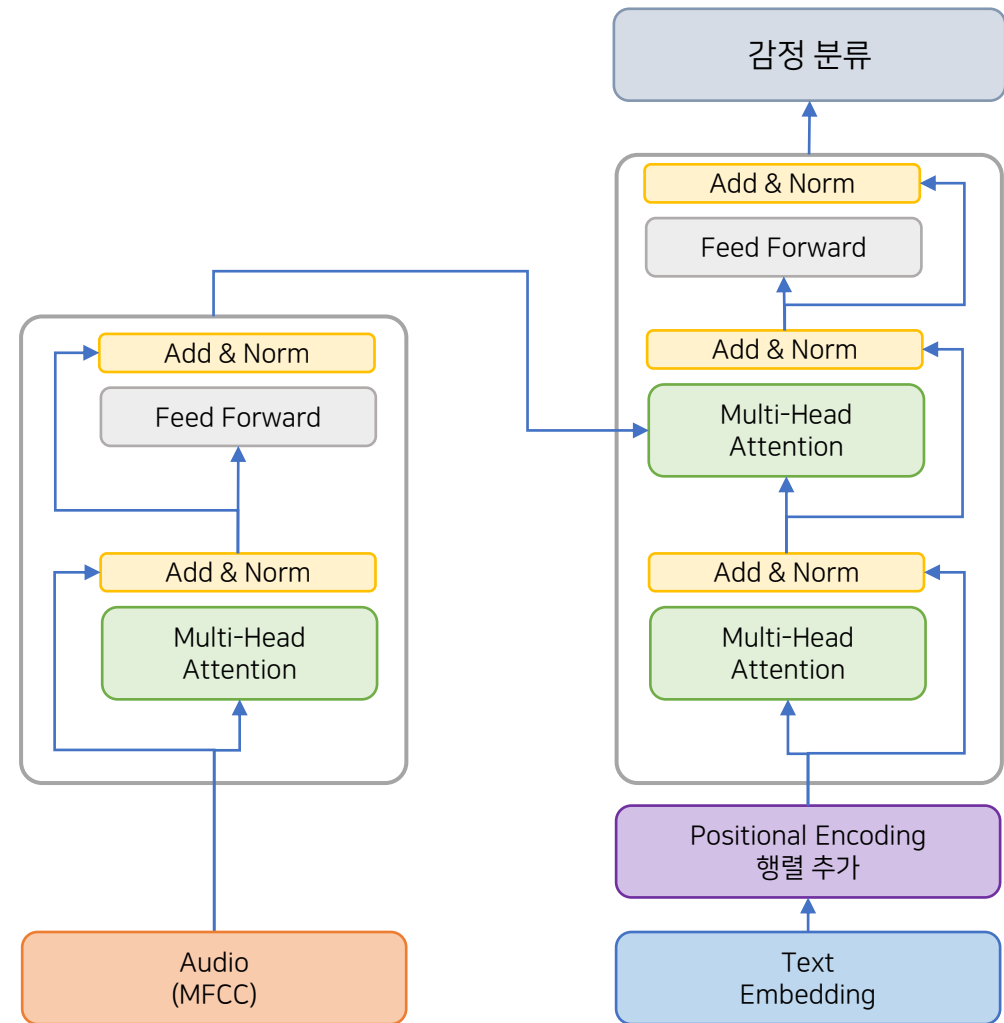 감정 분류
Add & Norm
Feed Forward
Add & Norm
Multi-Head
Attention
Add & Norm
Multi-Head
Attention
Positional Encoding
행렬 추가
Text
Embedding
Add & Norm
Feed Forward
Add & Norm
Multi-Head
Attention
Audio
(MFCC)